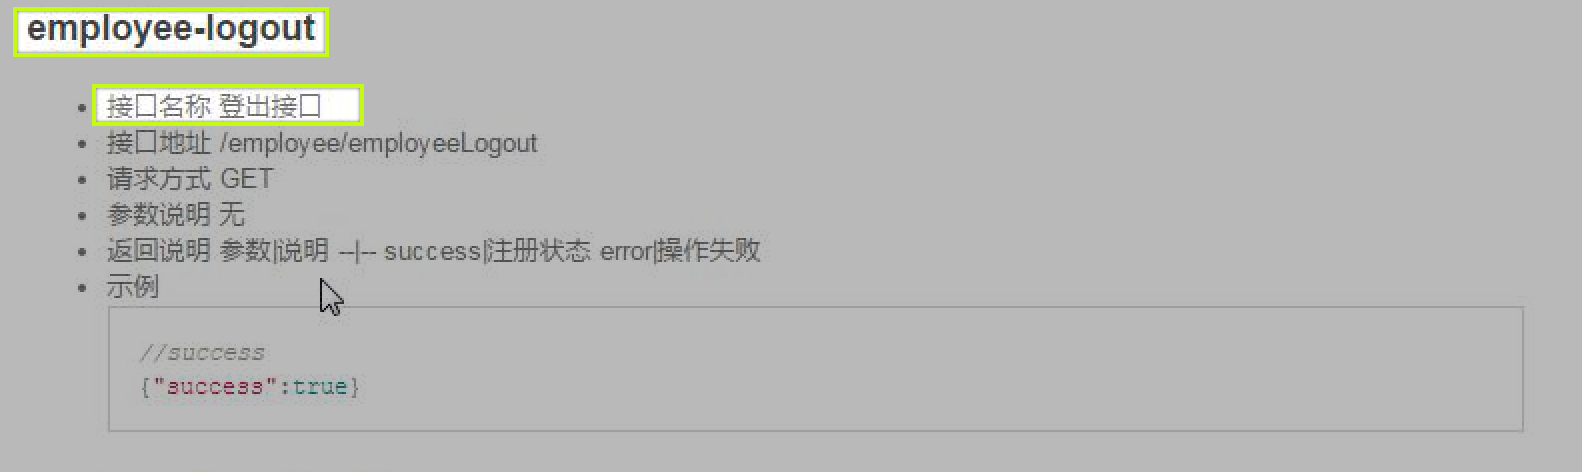 employee-logout
接口名称 登出接口
接口地址 /employee/employeeLogout
请求方式 GET
参数说明 无
返回说明 参数|说明 --|-- success|注册状态 error|操作失败
示例
//success
{"success":true}